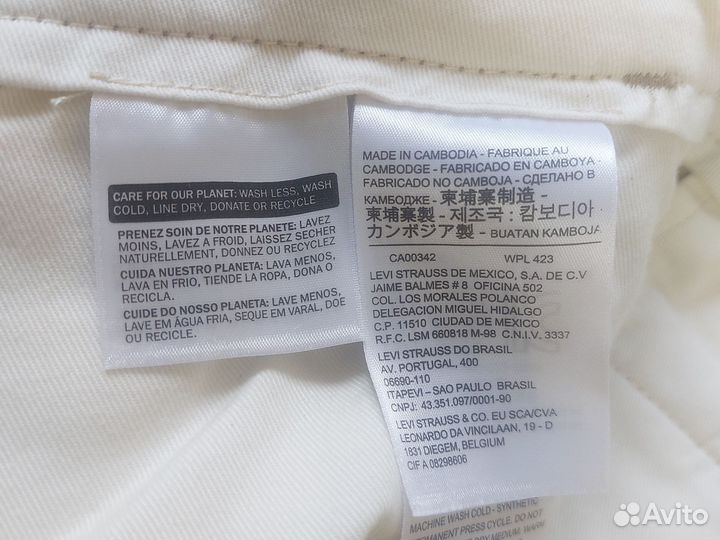 CARE FOR OUR PLANET: WASH LESS, WASH
COLD, LINE DRY, DONATE OR RECYCLE
PRENEZ SOIN DE NOTRE PLANETE: LAVEZ
MOINS, LAVEZ A FROID, LAISSEZ SECHER
NATURELLEMENT, DONNEZ OU RECYCLEZ
CUIDA NUESTRO PLANETA: LAVA MENOS,
LAVA EN FRIO, TIENDE LA ROPA, DONA O
RECICLA.
CUIDE DO NOSSO PLANETA: LAVE MENOS,
LAVE EM ÁGUA FRIA, SEQUE EM VARAL, DOE
OU RECICLE.
MADE IN CAMBODIA - FABRIQUE AU
CAMBODGE - FABRICADO EN CAMBOYA -
FABRICADO NO CAMBOJA - СДЕЛАНО В
КАМБОДЖЕ - 柬埔寨制造 -
柬埔寨製 - 제조국 : 캄보디아
カンボジア製 - BUATAN KAMBOJA
CA00342 WPL 423
LEVI STRAUSS DE MEXICO, S.A. DE C.V
JAIME BALMES # 8 OFICINA 502
COL. LOS MORALES POLANCO
DELEGACION MIGUEL HIDALGO
C.P. 11510 CIUDAD DE MEXICO
R.F.C. LSM 660818 M-98 C.N.I.V. 3337
LEVI STRAUSS DO BRASIL
AV. PORTUGAL, 400
06690-110
ITAPEVI - SAO PAULO BRASIL
CNPJ: 43.351.097/0001-90
LEVI STRAUSS & CO. EU SCA/CVA
LEONARDO DA VINCILAAN, 19 - D
1831 DIEGEM, BELGIUM
CIF A 08298606
MACHINE WASH COLD - SYNTHETIC
PERMANENT PRESS CYCLE. DO NOT
DRY MEDIUM. WARM
Avito